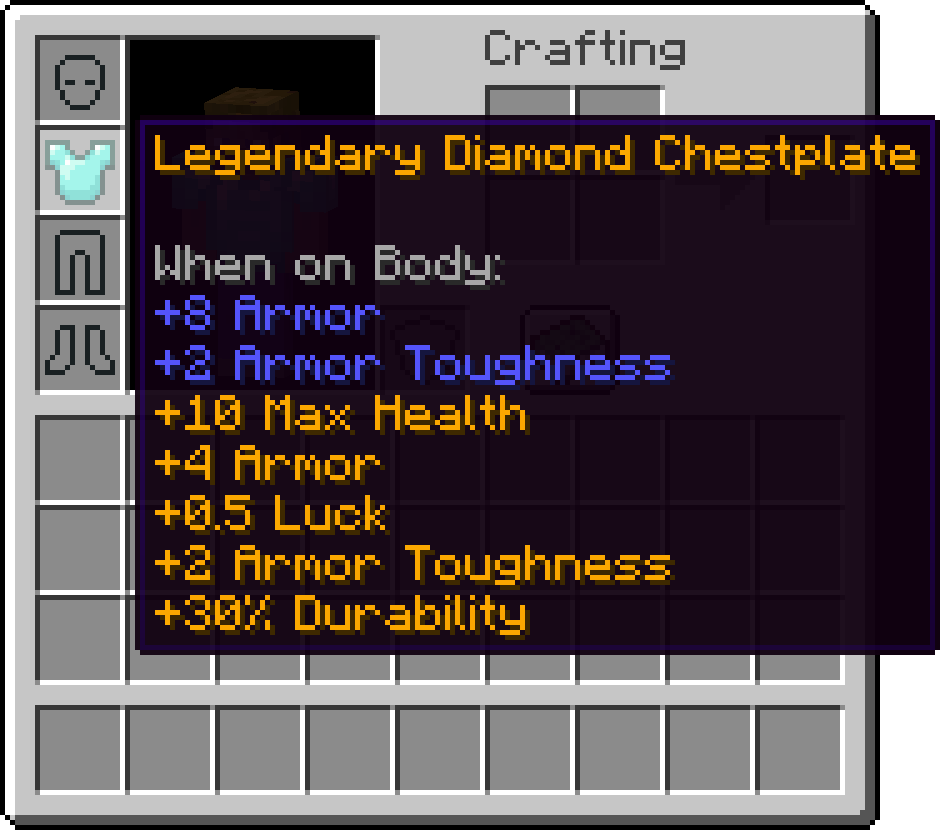 Crafting
Legendary Diamond Chestplate
When on Body:
+8 Armor
+2 Armor Toughness
+10 Max Health
+4 Armor
+0.5 Luck
+2 Armor Toughness
+30% Durability